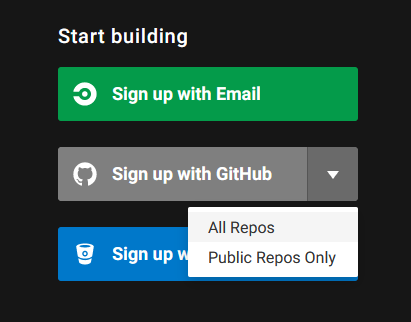 Start building
Sign up with Email
Sign up with GitHub
All Repos
Public Repos Only
Sign up